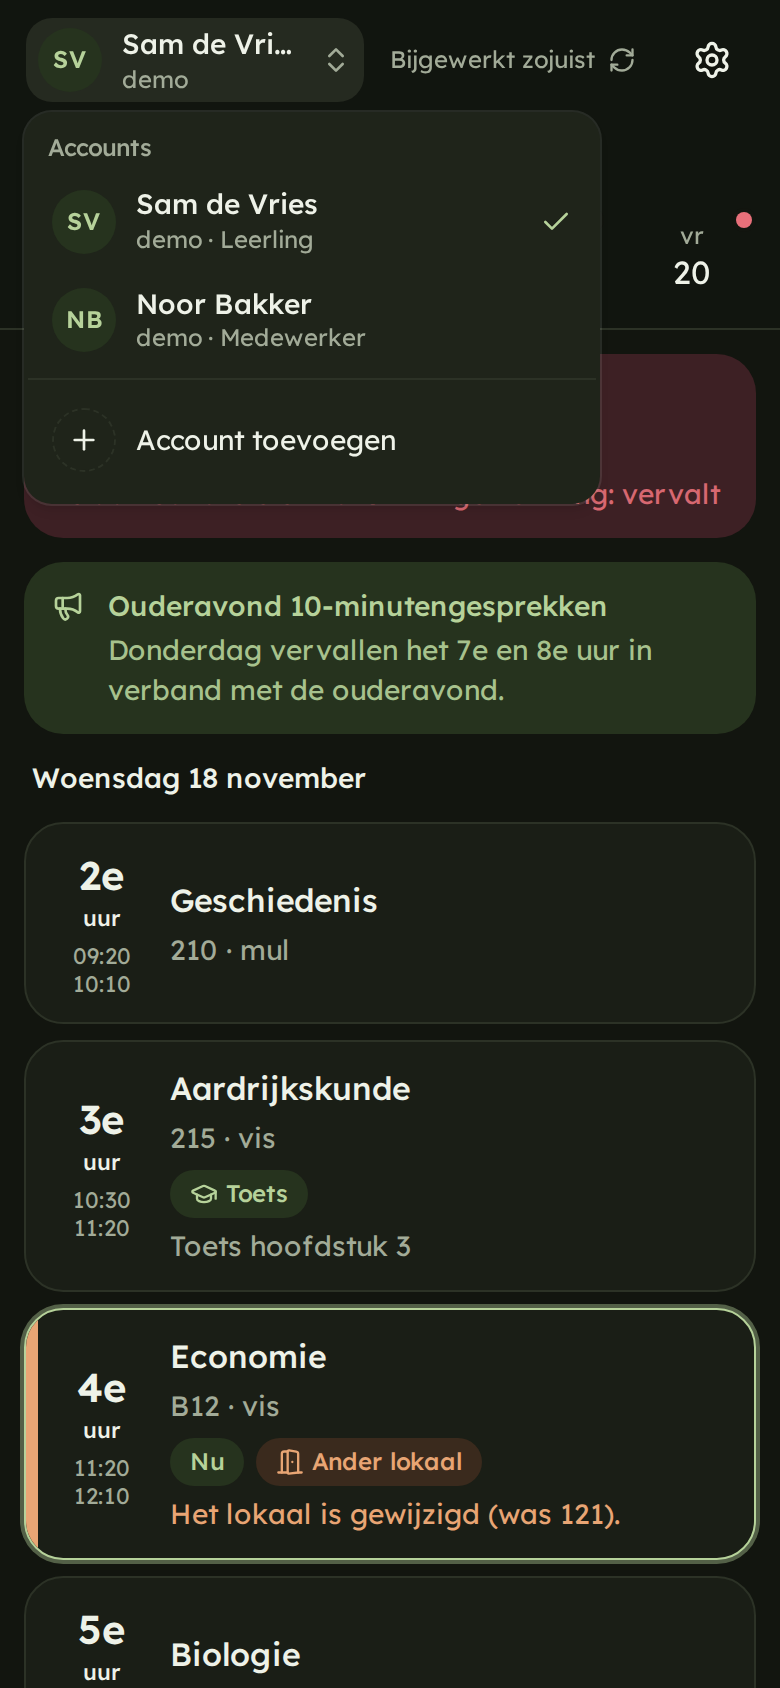 SV
Sam de Vri...
demo
Bijgewerkt zojuist
Accounts
SV
Sam de Vries
demo · Leerling
NB
Noor Bakker
demo · Medewerker
Account toevoegen
vr
20
vervalt
Ouderavond 10-minutengesprekken
Donderdag vervallen het 7e en 8e uur in
verband met de ouderavond.
Woensdag 18 november
2e
uur
09:20
10:10
Geschiedenis
210 · mul
3e
uur
10:30
11:20
Aardrijkskunde
215 · vis
Toets
Toets hoofdstuk 3
4e
uur
11:20
12:10
Economie
B12 · vis
Nu
Ander lokaal
Het lokaal is gewijzigd (was 121).
5e
uur
Biologie